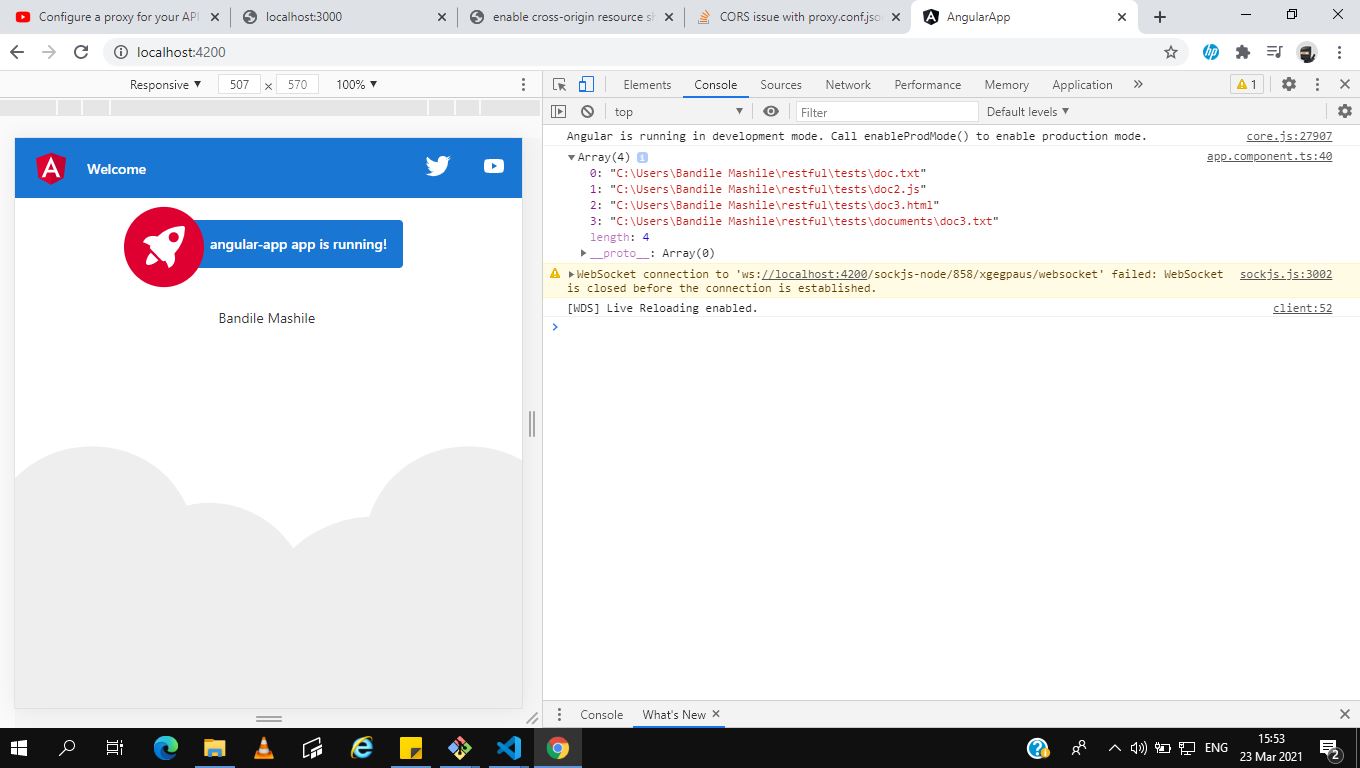 Configure a proxy for your API
localhost:3000
enable cross-origin resource sh
CORS issue with proxy.conf.json
AngularApp
localhost:4200
Responsive 507 × 570 100%
Elements Console Sources Network Performance Memory Application » 1
top Filter Default levels
Angular is running in development mode. Call enableProdMode() to enable production mode. core.js:27907
Array(4) i app.component.ts:40
0: "C:\Users\Bandile Mashile\restful\tests\doc.txt"
1: "C:\Users\Bandile Mashile\restful\tests\doc2.js"
2: "C:\Users\Bandile Mashile\restful\tests\doc3.html"
3: "C:\Users\Bandile Mashile\restful\tests\documents\doc3.txt"
length: 4
__proto__: Array(0)
WebSocket connection to 'ws://localhost:4200/sockjs-node/858/xgegpaus/websocket' failed: WebSocket sockjs.js:3002
is closed before the connection is established.
[WDS] Live Reloading enabled. client:52
Welcome
angular-app app is running!
Bandile Mashile
Console What's New
ENG
15:53
23 Mar 2021
2